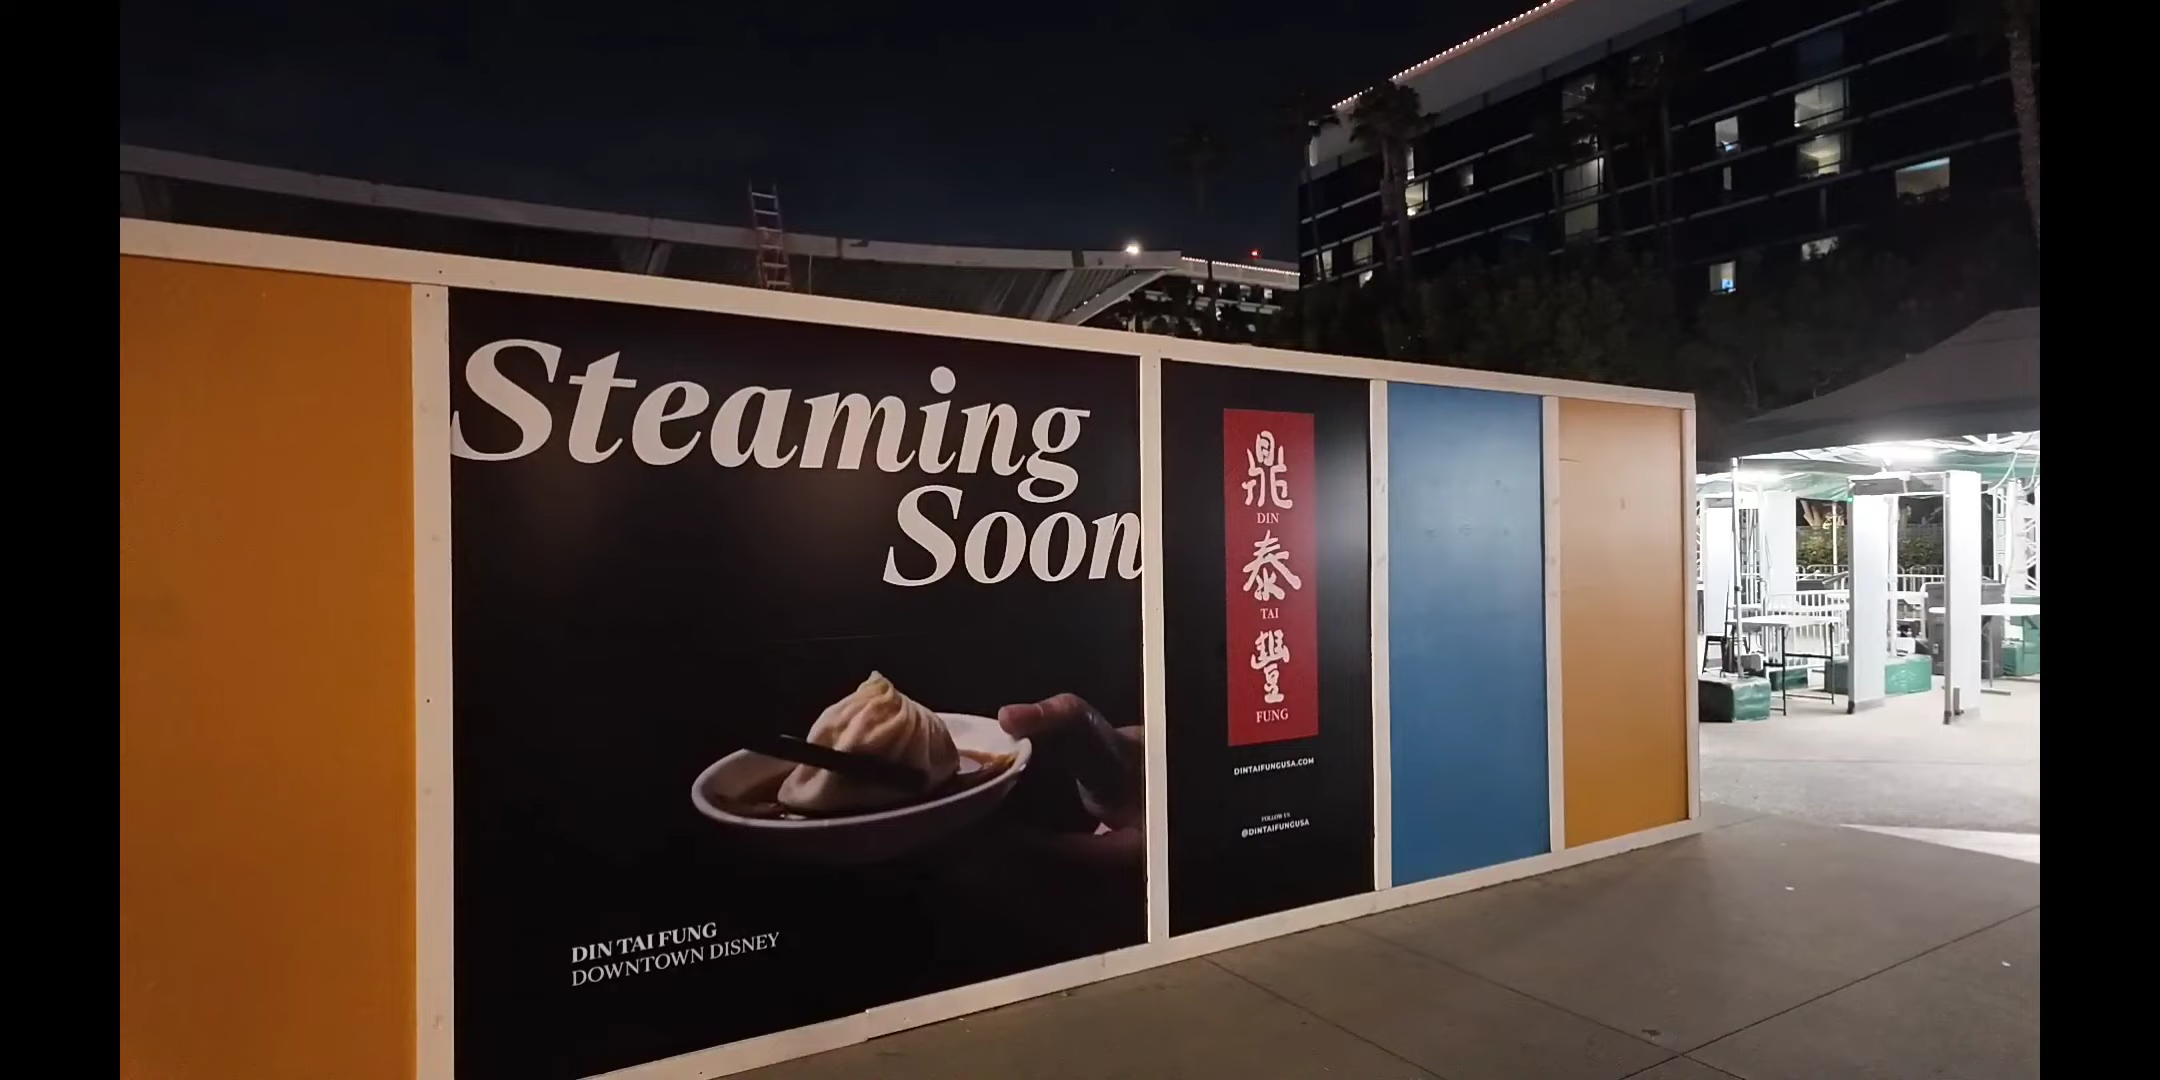 Steaming
Soon
DIN TAI FUNG
DOWNTOWN DISNEY
鼎
DIN
泰
TAI
豐
FUNG
DINTAIFUNGUSA.COM
FOLLOW US
@DINTAIFUNGUSA